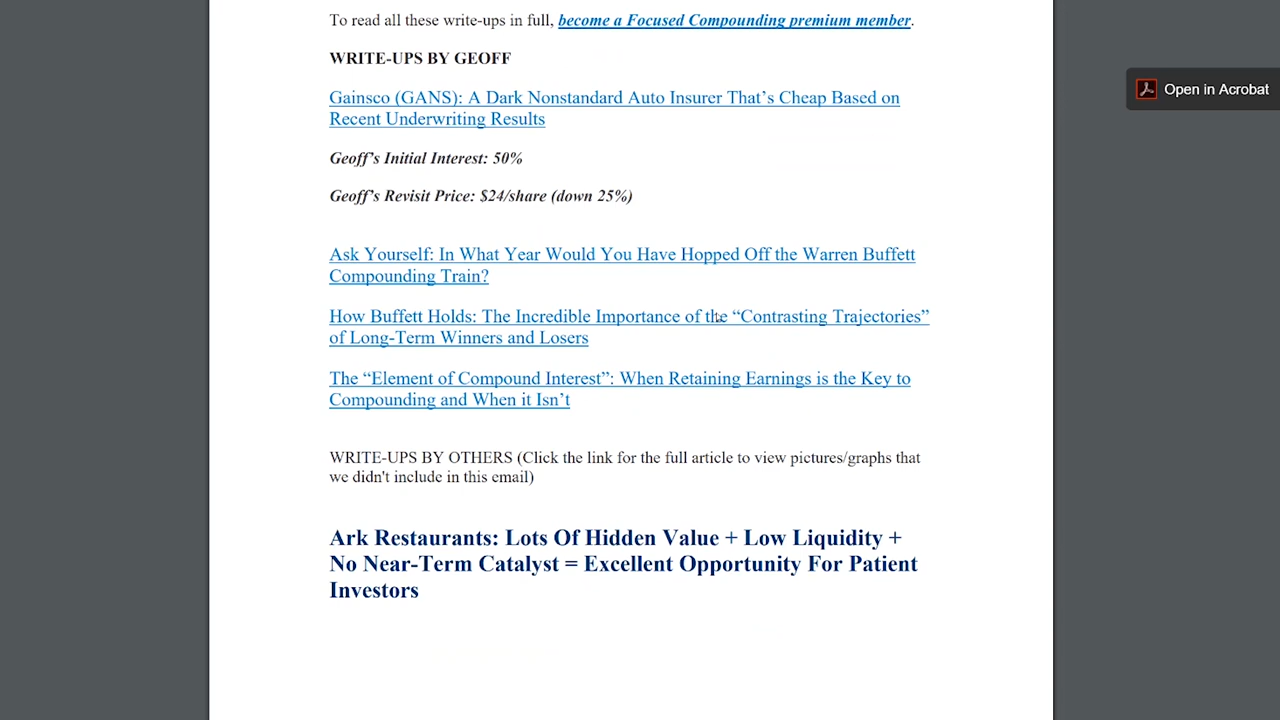 To read all these write-ups in full, become a Focused Compounding premium member.
WRITE-UPS BY GEOFF
Open in Acrobat
Gainsco (GANS): A Dark Nonstandard Auto Insurer That’s Cheap Based on
Recent Underwriting Results
Geoff’s Initial Interest: 50%
Geoff’s Revisit Price: $24/share (down 25%)
Ask Yourself: In What Year Would You Have Hopped Off the Warren Buffett
Compounding Train?
How Buffett Holds: The Incredible Importance of the “Contrasting Trajectories”
of Long-Term Winners and Losers
The “Element of Compound Interest”: When Retaining Earnings is the Key to
Compounding and When it Isn’t
WRITE-UPS BY OTHERS (Click the link for the full article to view pictures/graphs that
we didn't include in this email)
Ark Restaurants: Lots Of Hidden Value + Low Liquidity +
No Near-Term Catalyst = Excellent Opportunity For Patient
Investors